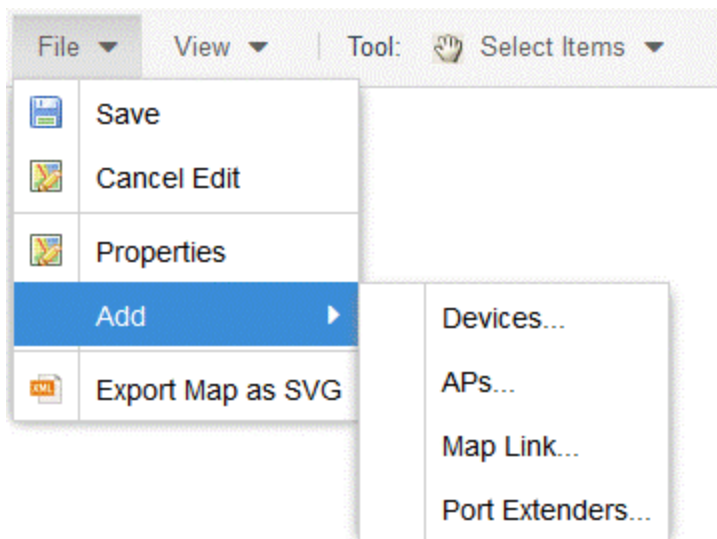 File View Tool: Select Items
Save
Cancel Edit
Properties
Add
Devices...
APs...
Export Map as SVG
XML
Map Link...
Port Extenders...